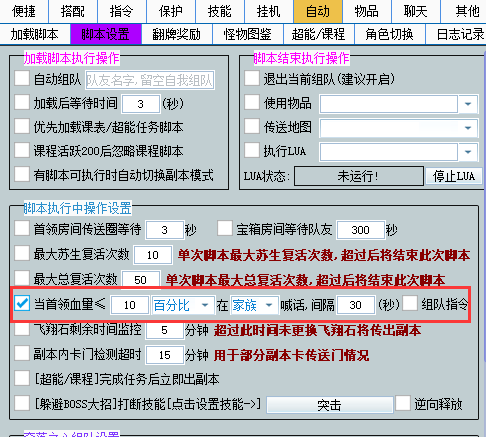 便捷 搭配 指令 保护 技能 挂机 自动 物品 聊天 其他
加载脚本 脚本设置 翻牌奖励 怪物图鉴 超能/课程 角色切换 日志记录
加载脚本执行操作
自动组队 队友名字,留空自我组队
加载后等待时间 3 (秒)
优先加载课表/超能任务脚本
课程活跃200后忽略课程脚本
有脚本可执行时自动切换副本模式
脚本结束执行操作
退出当前组队(建议开启)
使用物品
传送地图
执行LUA
LUA状态: 未运行! 停止LUA
脚本执行中操作设置
首领房间传送圈等待 3 秒 宝箱房间等待队友 300 秒
最大苏生复活次数 10 单次脚本最大苏生复活次数,超过后将结束此次脚本
最大总复活次数 50 单次脚本最大总复活次数,超过后将结束此次脚本
当首领血量≤ 10 百分比 在 家族 喊话,间隔 30 (秒) 组队指令
飞翔石剩余时间监控 5 分钟 超过此时间未更换飞翔石将传出副本
副本内卡门检测超时 15 分钟 用于部分副本卡传送门情况
[超能/课程]完成任务后立即出副本
[躲避BOSS大招]打断技能[点击设置技能->] 突击 逆向释放